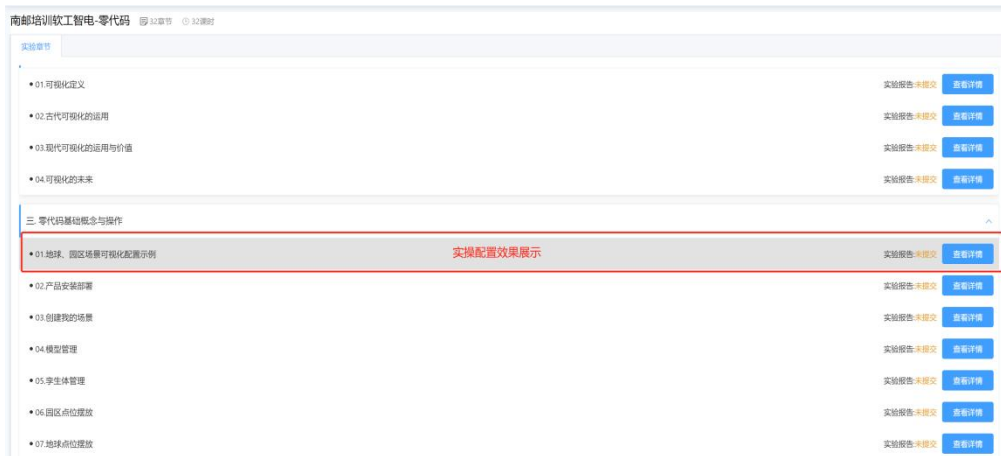 南邮培训软工智电-零代码 32章节 32课时
实验章节
•01.可视化定义 实验报告:未提交 查看详情
•02.古代可视化的运用 实验报告:未提交 查看详情
•03.现代可视化的运用与价值 实验报告:未提交 查看详情
•04.可视化的未来 实验报告:未提交 查看详情
三. 零代码基础概念与操作
•01.地球、园区场景可视化配置示例 实操配置效果展示 实验报告:未提交 查看详情
•02.产品安装部署 实验报告:未提交 查看详情
•03.创建我的场景 实验报告:未提交 查看详情
•04.模型管理 实验报告:未提交 查看详情
•05.孪生体管理 实验报告:未提交 查看详情
•06.园区点位摆放 实验报告:未提交 查看详情
•07.地球点位摆放 实验报告:未提交 查看详情